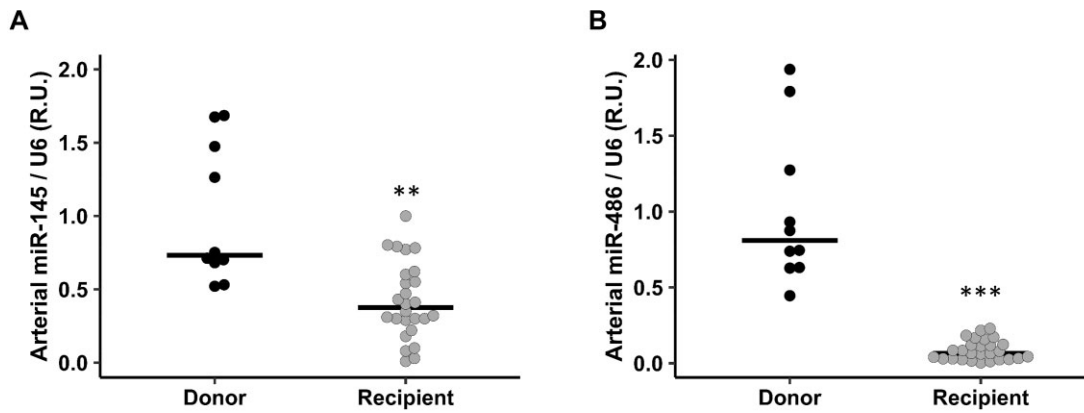 A
Arterial miR-145 / U6 (R.U.)
2.0
1.5
1.0
0.5
0.0
**
Donor
Recipient
B
Arterial miR-486 / U6 (R.U.)
2.0
1.5
1.0
0.5
0.0
***
Donor
Recipient